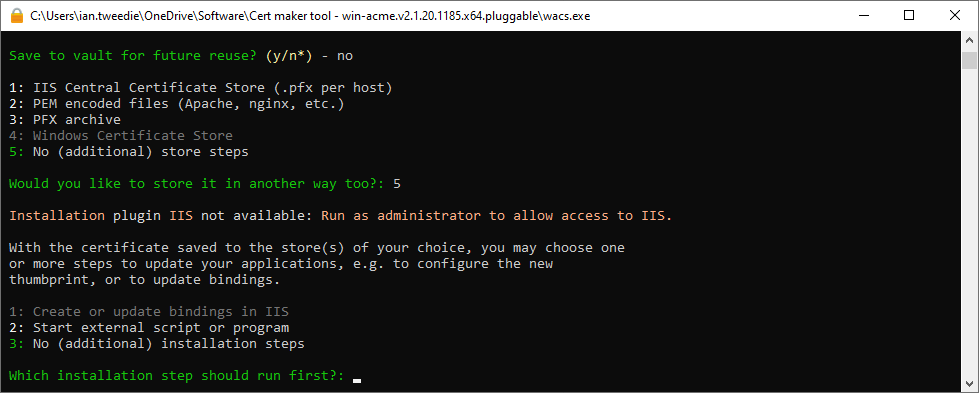 C:\Users\ian.tweedie\OneDrive\Software\Cert maker tool - win-acme.v2.1.20.1185.x64.pluggable\wacs.exe
Save to vault for future reuse? (y/n*) - no
1: IIS Central Certificate Store (.pfx per host)
2: PEM encoded files (Apache, nginx, etc.)
3: PFX archive
4: Windows Certificate Store
5: No (additional) store steps
Would you like to store it in another way too?: 5
Installation plugin IIS not available: Run as administrator to allow access to IIS.
With the certificate saved to the store(s) of your choice, you may choose one
or more steps to update your applications, e.g. to configure the new
thumbprint, or to update bindings.
1: Create or update bindings in IIS
2: Start external script or program
3: No (additional) installation steps
Which installation step should run first?: